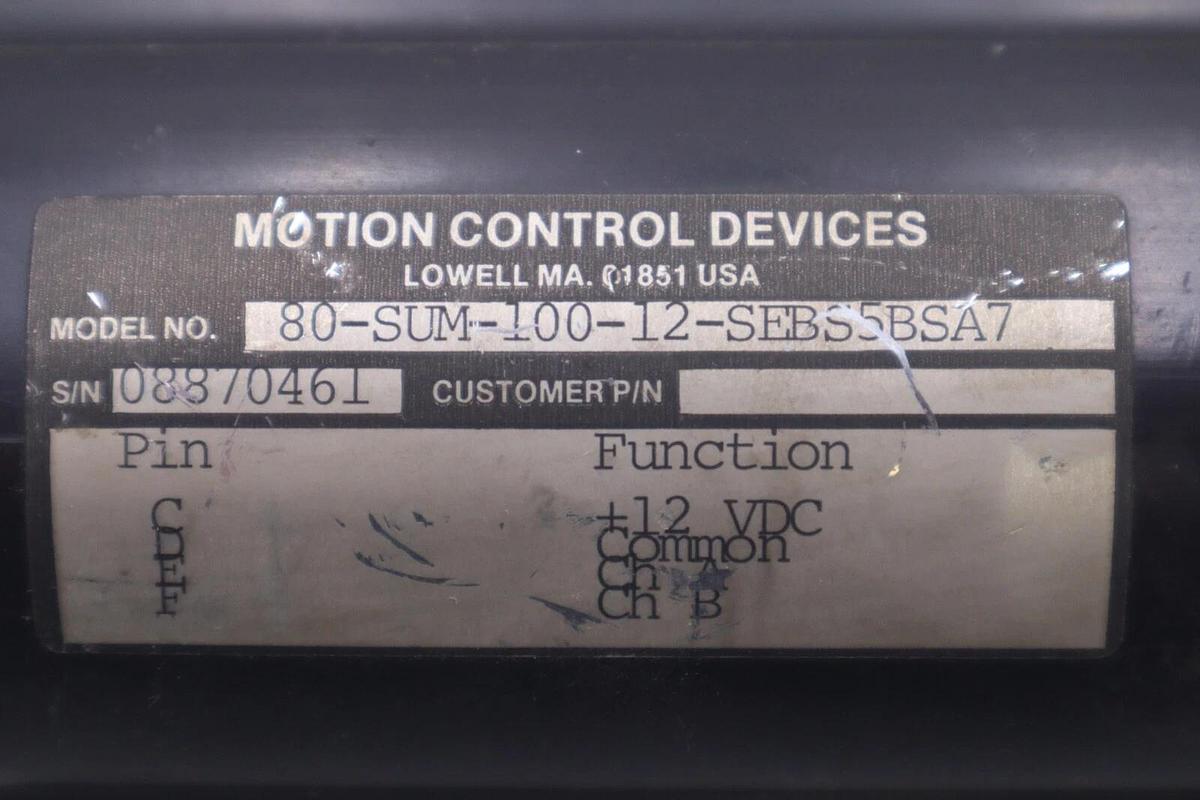 MOTION CONTROL DEVICES
LOWELL MA. 01851 USA
MODEL NO. 80-SUM-100-12-SEBS5BSA7
S/N 08870461 CUSTOMER P/N
Pin Function
C +12 VDC
Common
Ch A
Ch B